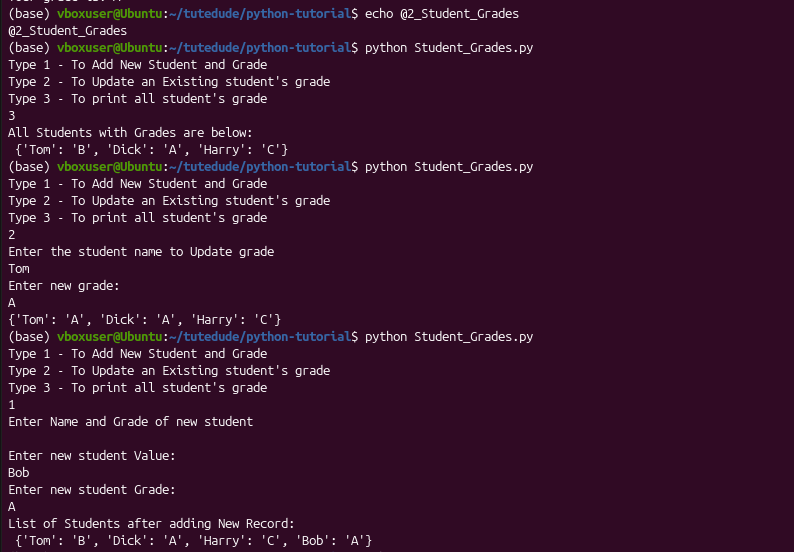 (base) vboxuser@Ubuntu:~/tutedude/python-tutorial$ echo @2_Student_Grades
@2_Student_Grades
(base) vboxuser@Ubuntu:~/tutedude/python-tutorial$ python Student_Grades.py
Type 1 - To Add New Student and Grade
Type 2 - To Update an Existing student's grade
Type 3 - To print all student's grade
3
All Students with Grades are below:
 {'Tom': 'B', 'Dick': 'A', 'Harry': 'C'}
(base) vboxuser@Ubuntu:~/tutedude/python-tutorial$ python Student_Grades.py
Type 1 - To Add New Student and Grade
Type 2 - To Update an Existing student's grade
Type 3 - To print all student's grade
2
Enter the student name to Update grade
Tom
Enter new grade:
A
{'Tom': 'A', 'Dick': 'A', 'Harry': 'C'}
(base) vboxuser@Ubuntu:~/tutedude/python-tutorial$ python Student_Grades.py
Type 1 - To Add New Student and Grade
Type 2 - To Update an Existing student's grade
Type 3 - To print all student's grade
1
Enter Name and Grade of new student

Enter new student Value:
Bob
Enter new student Grade:
A
List of Students after adding New Record:
 {'Tom': 'B', 'Dick': 'A', 'Harry': 'C', 'Bob': 'A'}